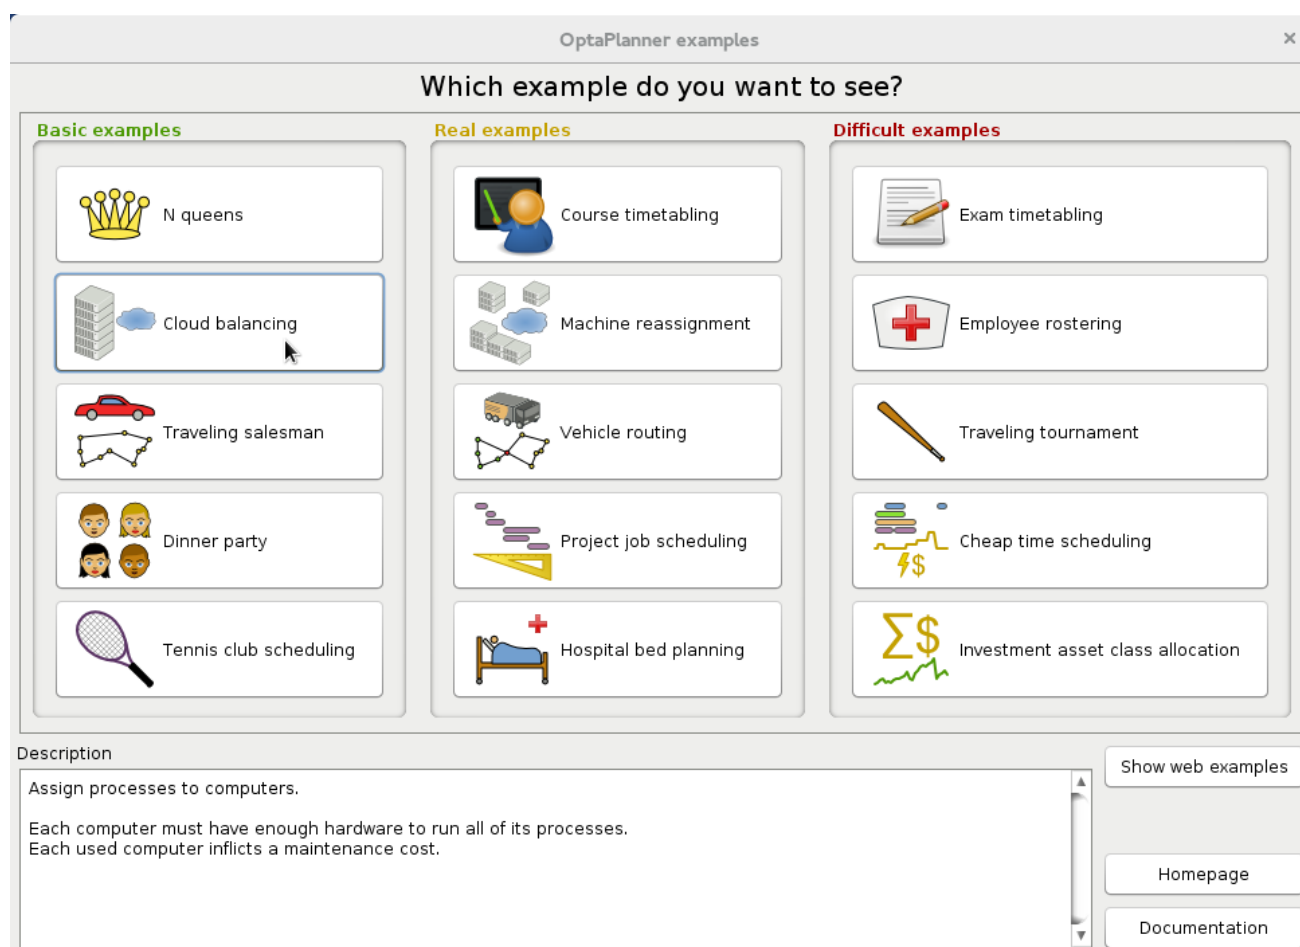 OptaPlanner examples
Which example do you want to see?
Basic examples
N queens
Cloud balancing
Traveling salesman
Dinner party
Tennis club scheduling
Real examples
Course timetabling
Machine reassignment
Vehicle routing
Project job scheduling
Hospital bed planning
Difficult examples
Exam timetabling
Employee rostering
Traveling tournament
Cheap time scheduling
Σ$
Investment asset class allocation
Description
Assign processes to computers.
Each computer must have enough hardware to run all of its processes.
Each used computer inflicts a maintenance cost.
Show web examples
Homepage
Documentation